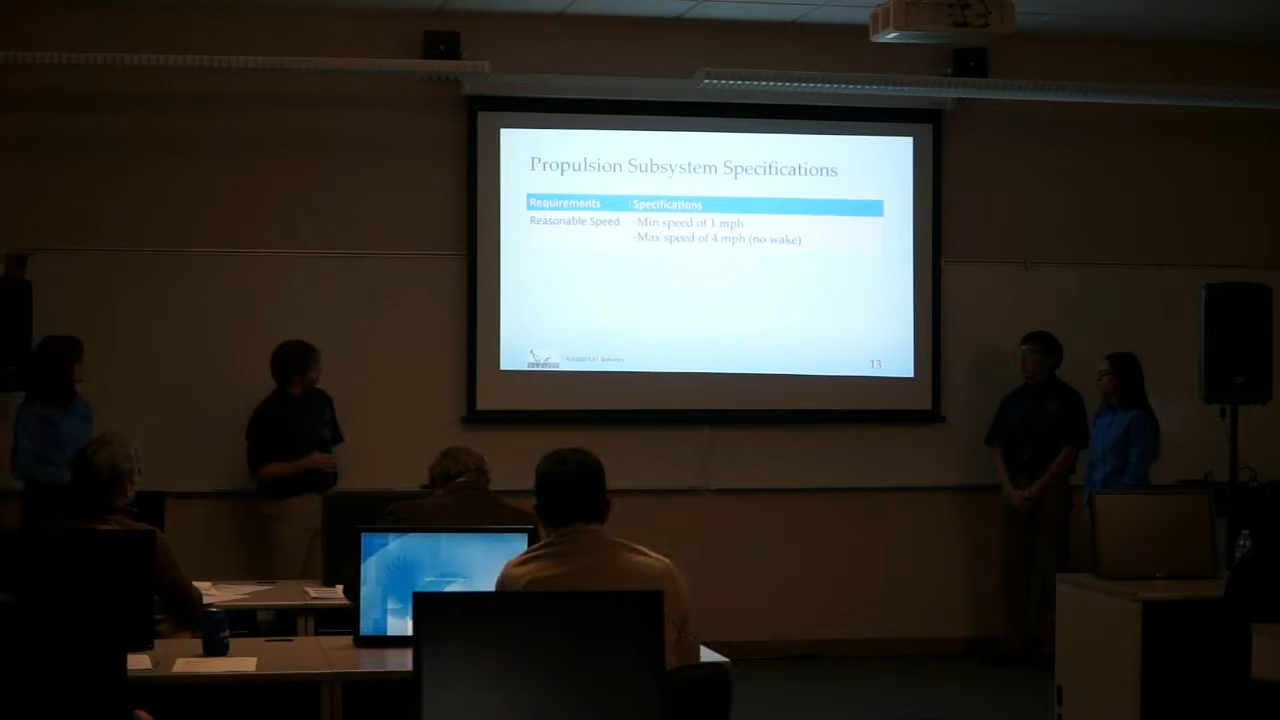 Propulsion Subsystem Specifications
Requirements Specifications
Reasonable Speed -Min speed of 1 mph
-Max speed of 4 mph (no wake)
13